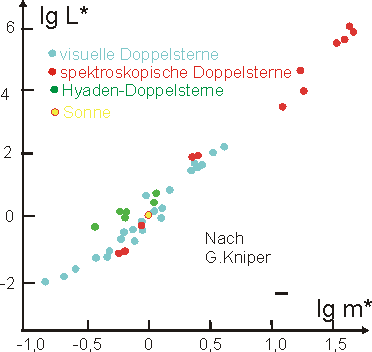 lg L*
6
visuelle Doppelsterne
spektroskopische Doppelsterne
4
Hyaden-Doppelsterne
Sonne
2
0
Nach
G.Kniper
-2
lg m*
-1,0 -0,5 0 0,5 1,0 1,5